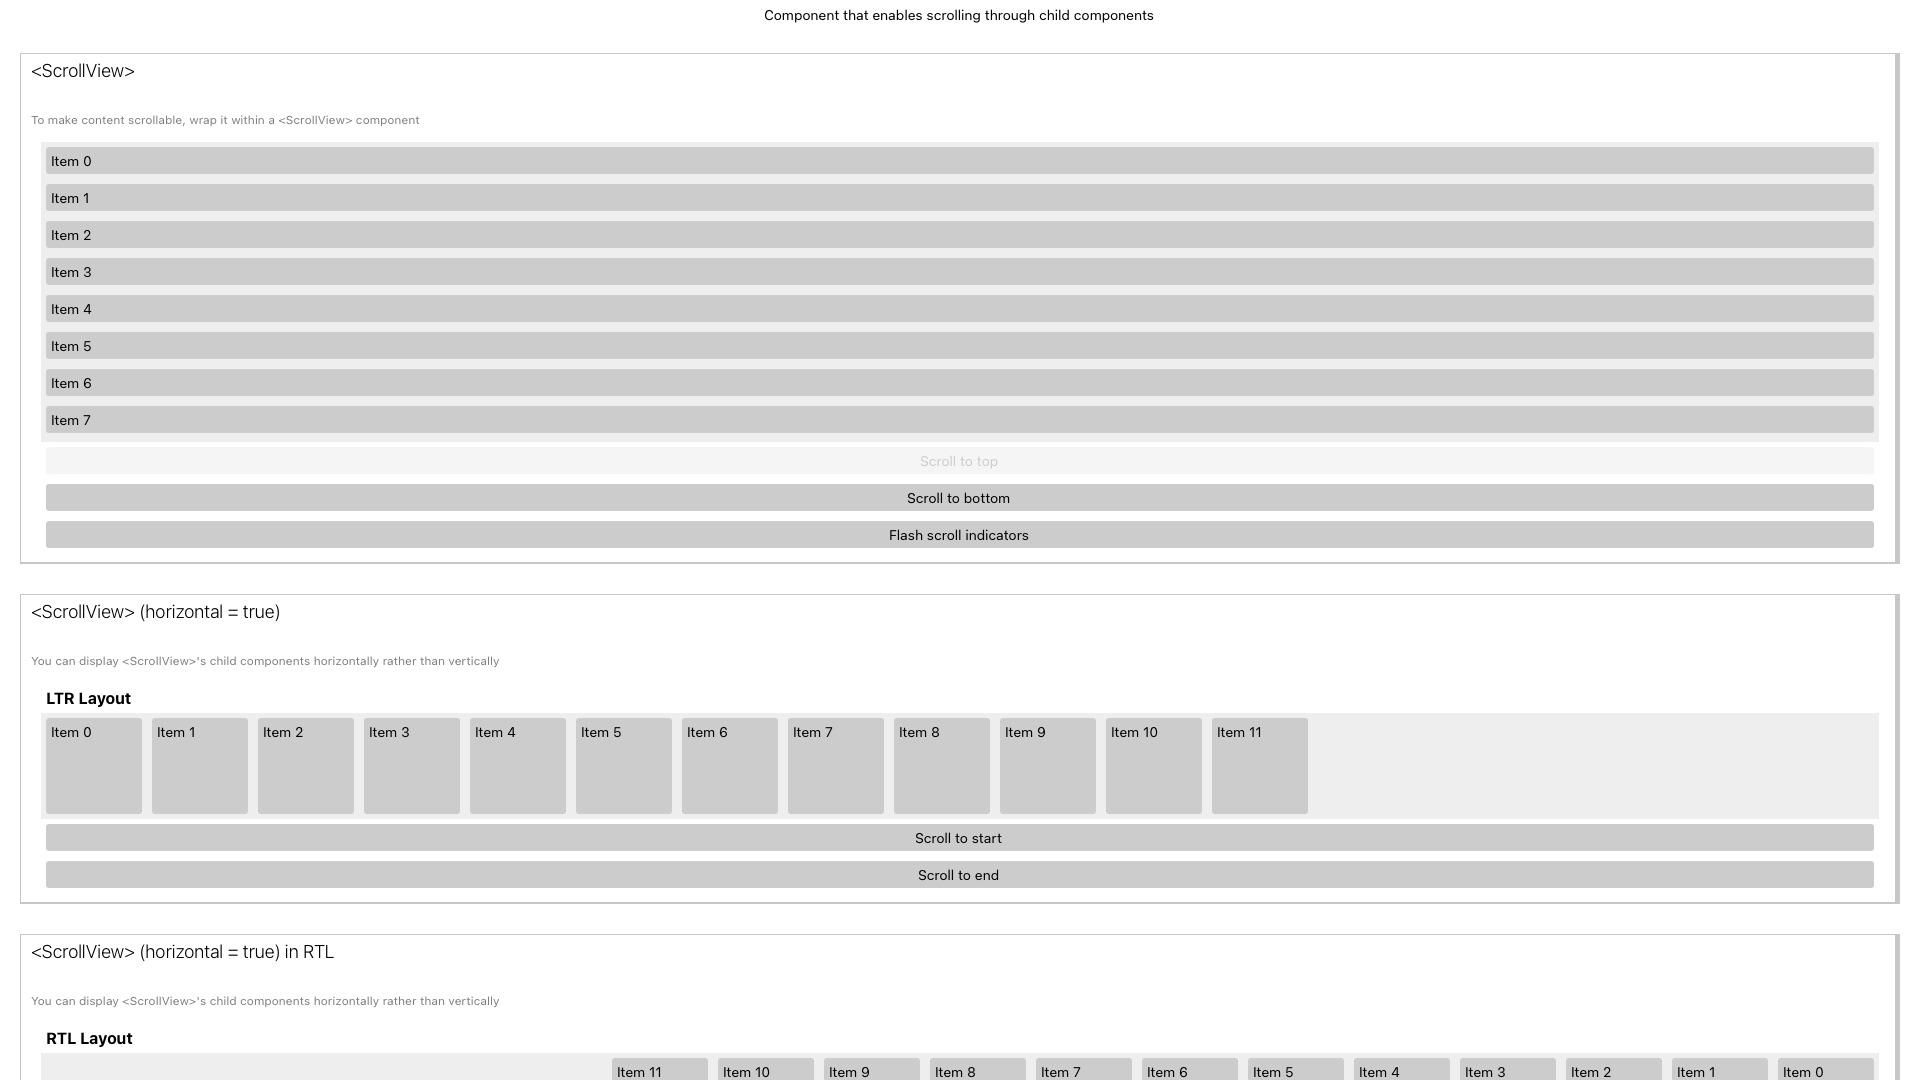 Component that enables scrolling through child components
<ScrollView>
To make content scrollable, wrap it within a <ScrollView> component
Item 0
Item 1
Item 2
Item 3
Item 4
Item 5
Item 6
Item 7
Scroll to top
Scroll to bottom
Flash scroll indicators
<ScrollView> (horizontal = true)
You can display <ScrollView>'s child components horizontally rather than vertically
LTR Layout
Item 0 Item 1 Item 2 Item 3 Item 4 Item 5 Item 6 Item 7 Item 8 Item 9 Item 10 Item 11
Scroll to start
Scroll to end
<ScrollView> (horizontal = true) in RTL
You can display <ScrollView>'s child components horizontally rather than vertically
RTL Layout
Item 11 Item 10 Item 9 Item 8 Item 7 Item 6 Item 5 Item 4 Item 3 Item 2 Item 1 Item 0